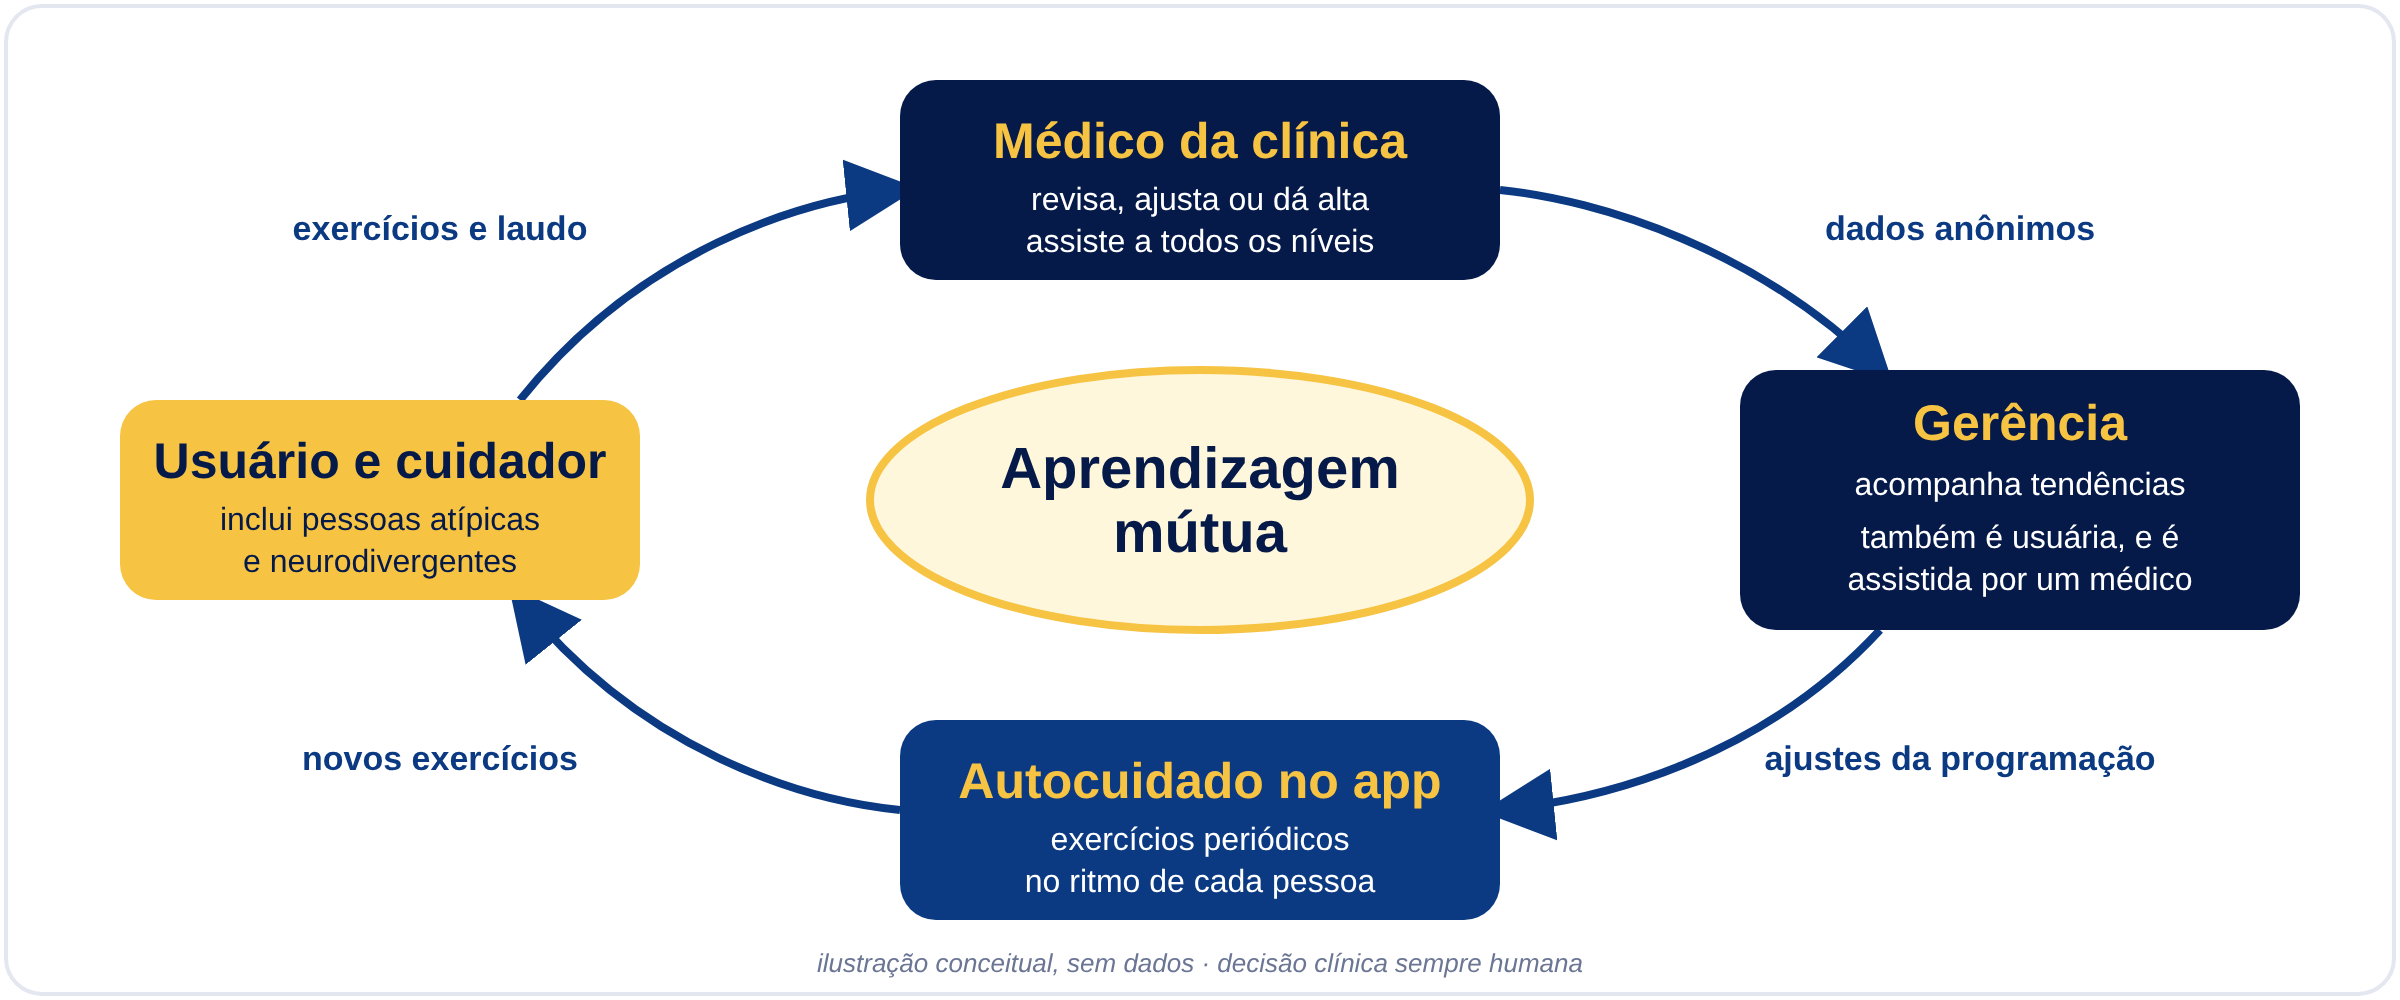 Médico da clínica
revisa, ajusta ou dá alta
assiste a todos os níveis
exercícios e laudo
dados anônimos
Usuário e cuidador
inclui pessoas atípicas
e neurodivergentes
Aprendizagem
mútua
Gerência
acompanha tendências
também é usuária, e é
assistida por um médico
novos exercícios
ajustes da programação
Autocuidado no app
exercícios periódicos
no ritmo de cada pessoa
ilustração conceitual, sem dados · decisão clínica sempre humana